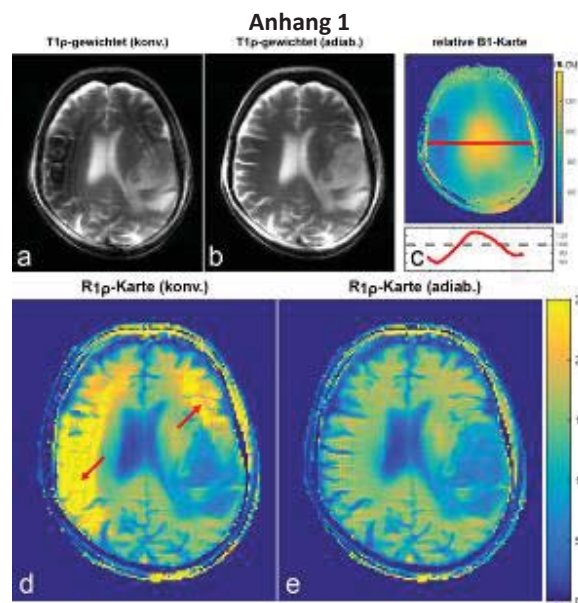 Anhang 1
T1ρ-gewichtet (konv.)
T1ρ-gewichtet (adiab.)
relative B1-Karte
a
b
c
R1ρ-Karte (konv.)
R1ρ-Karte (adiab.)
d
e